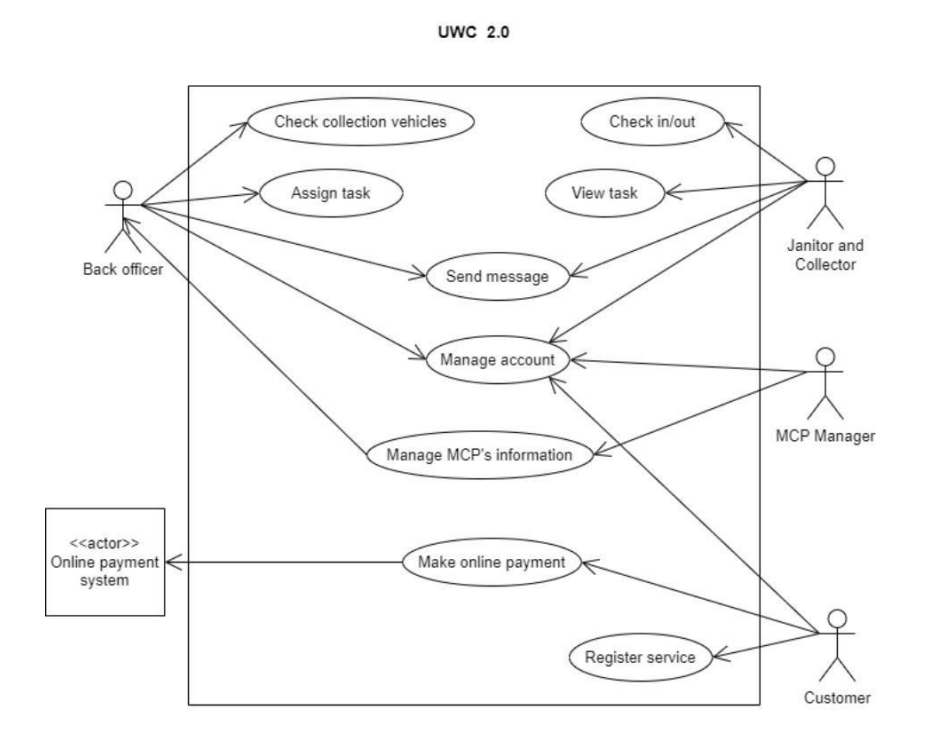 UWC 2.0
Check collection vehicles
Check in/out
Assign task
View task
Back officer
Janitor and
Collector
Send message
Manage account
MCP Manager
Manage MCP's information
<<actor>>
Online payment
system
Make online payment
Register service
Customer